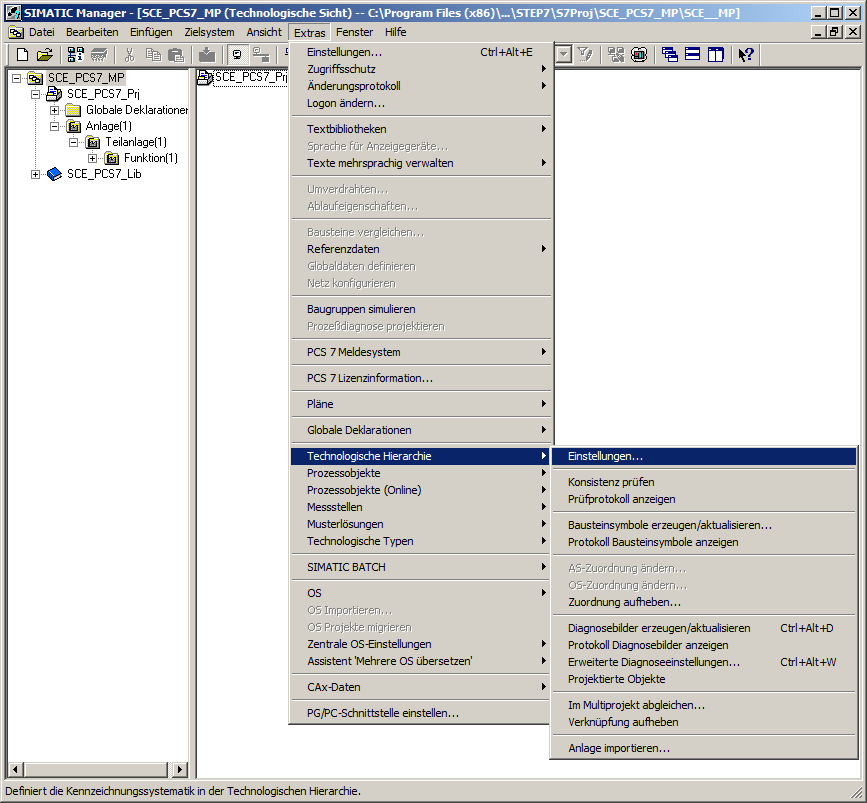 SIMATIC Manager - [SCE_PCS7_MP (Technologische Sicht) -- C:\Program Files (x86)\...\STEP7\S7Proj\SCE_PCS7_MP\SCE__MP]
Datei Bearbeiten Einfügen Zielsystem Ansicht Extras Fenster Hilfe
SCE_PCS7_MP
SCE_PCS7_Prj
Globale Deklarationen
Anlage(1)
Teilanlage(1)
Funktion(1)
SCE_PCS7_Lib
SCE_PCS7_Prj
Einstellungen... Ctrl+Alt+E
Zugriffsschutz
Änderungsprotokoll
Logon ändern...
Textbibliotheken
Sprache für Anzeigegeräte...
Texte mehrsprachig verwalten
Umverdrahten...
Ablaufeigenschaften...
Bausteine vergleichen...
Referenzdaten
Globaldaten definieren
Netz konfigurieren
Baugruppen simulieren
Prozeßdiagnose projektieren
PCS 7 Meldesystem
PCS 7 Lizenzinformation...
Pläne
Globale Deklarationen
Technologische Hierarchie
Prozessobjekte
Prozessobjekte (Online)
Messstellen
Musterlösungen
Technologische Typen
SIMATIC BATCH
OS
OS Importieren...
OS Projekte migrieren
Zentrale OS-Einstellungen
Assistent 'Mehrere OS übersetzen'
CAx-Daten
PG/PC-Schnittstelle einstellen...
Einstellungen...
Konsistenz prüfen
Prüfprotokoll anzeigen
Bausteinsymbole erzeugen/aktualisieren...
Protokoll Bausteinsymbole anzeigen
AS-Zuordnung ändern...
OS-Zuordnung ändern...
Zuordnung aufheben...
Diagnosebilder erzeugen/aktualisieren Ctrl+Alt+D
Protokoll Diagnosebilder anzeigen
Erweiterte Diagnoseeinstellungen... Ctrl+Alt+W
Projektierte Objekte
Im Multiprojekt abgleichen...
Verknüpfung aufheben
Anlage importieren...
Definiert die Kennzeichnungssystematik in der Technologischen Hierarchie.